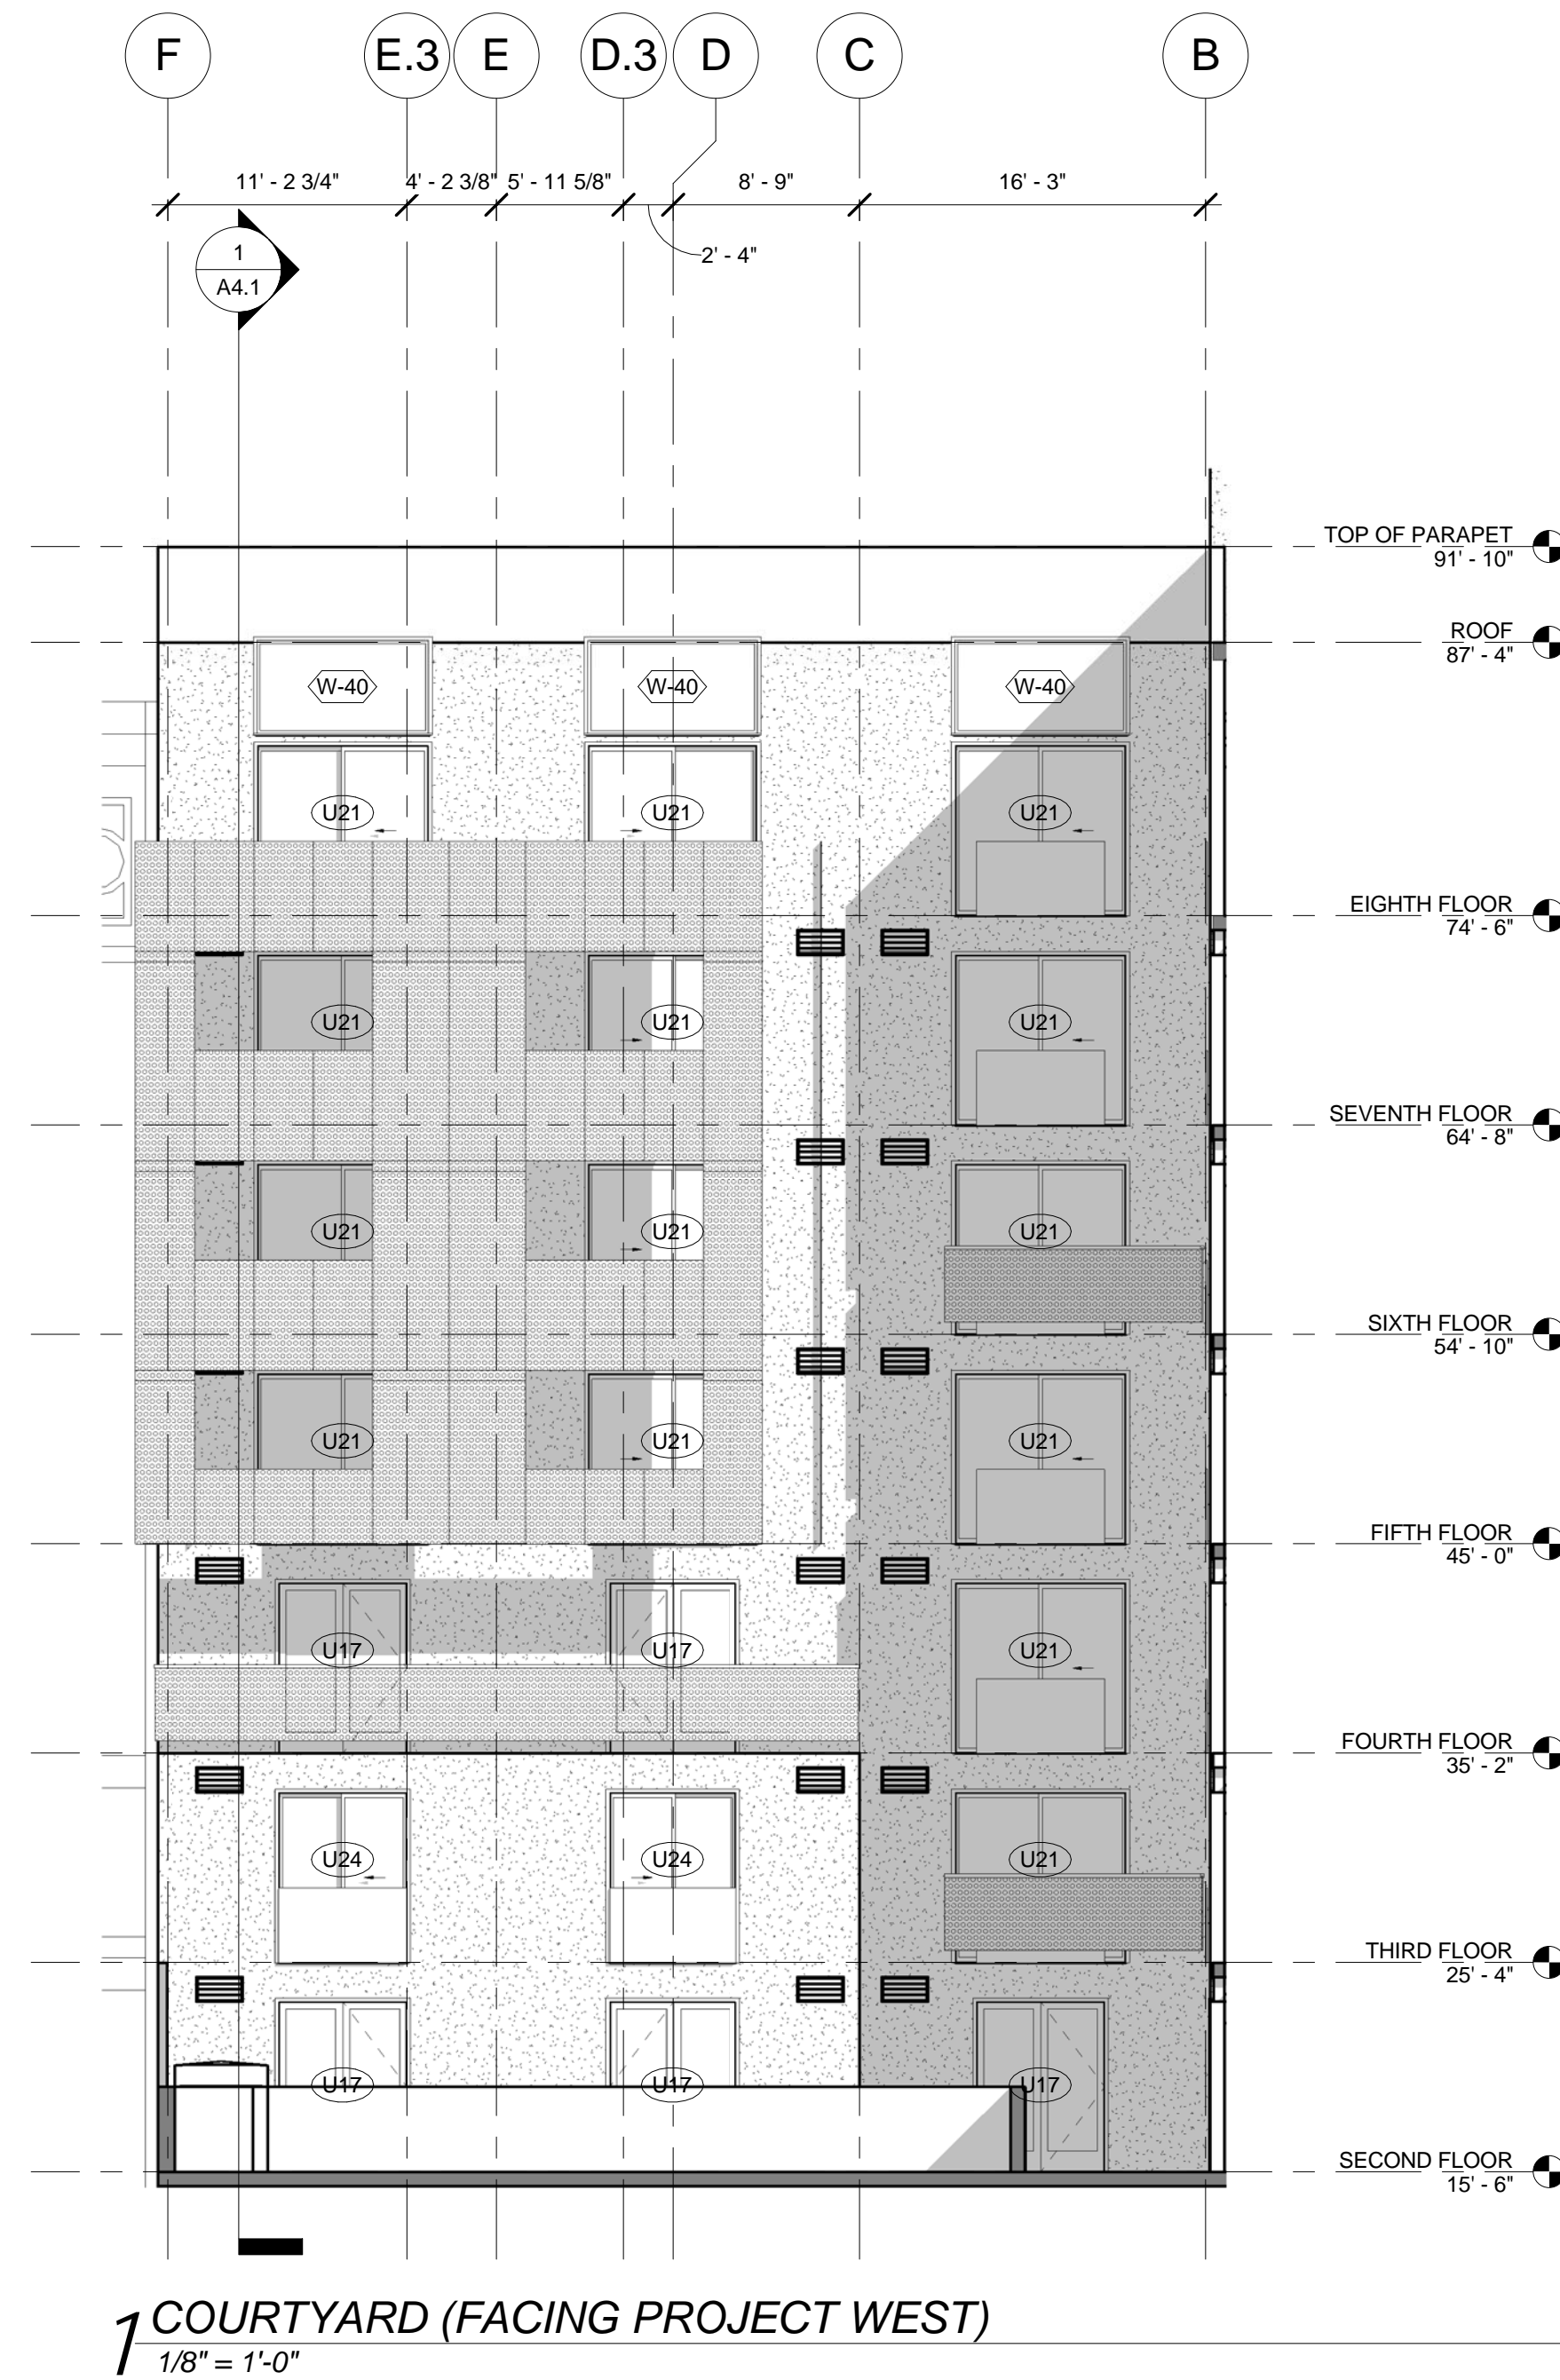 F E.3 E D.3 D C B
11' - 2 3/4" 4' - 2 3/8" 5' - 11 5/8" 8' - 9" 16' - 3"
2' - 4"
1
A4.1
TOP OF PARAPET
91' - 10"
ROOF
87' - 4"
W-40 W-40 W-40
U21 U21 U21
EIGHTH FLOOR
74' - 6"
U21 U21 U21
SEVENTH FLOOR
64' - 8"
U21 U21 U21
SIXTH FLOOR
54' - 10"
U21 U21 U21
FIFTH FLOOR
45' - 0"
U17 U17 U21
FOURTH FLOOR
35' - 2"
U24 U24 U21
THIRD FLOOR
25' - 4"
U17 U17 U17
SECOND FLOOR
15' - 6"
1 COURTYARD (FACING PROJECT WEST)
1/8" = 1'-0"